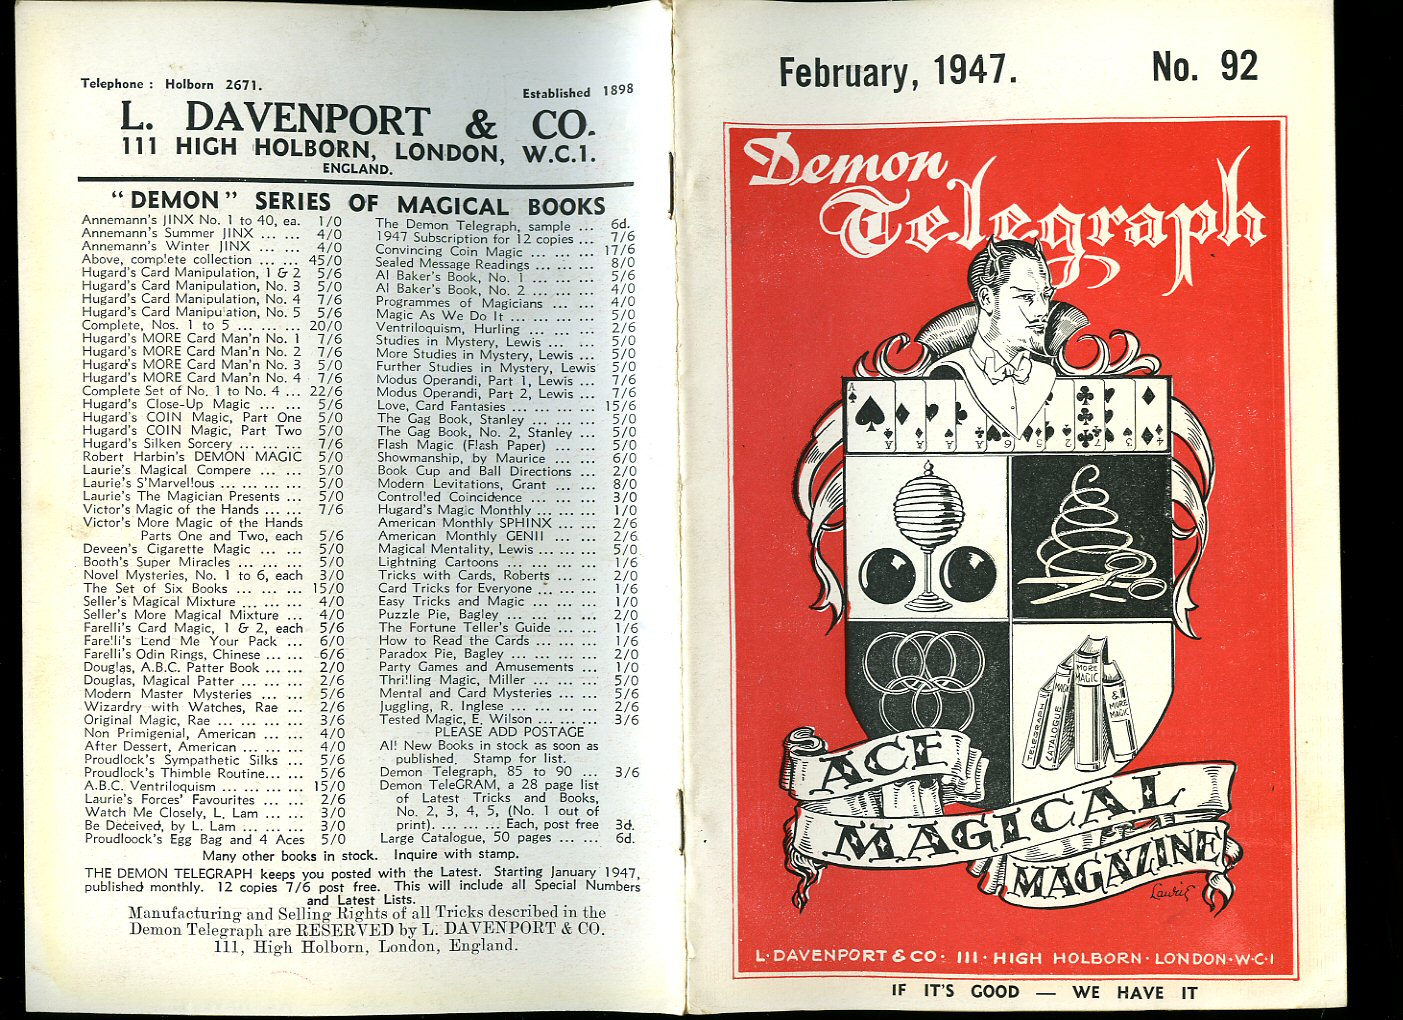 Telephone : Holborn 2671.
Established 1898
L. DAVENPORT & CO.
111 HIGH HOLBORN, LONDON, W.C.1.
ENGLAND.
"DEMON" SERIES OF MAGICAL BOOKS
Annemann's JINX No. 1 to 40, ea. 1/0
Annemann's Summer JINX ... ... 4/0
Annemann's Winter JINX ... ... 4/0
Above, complete collection ... ... 45/0
Hugard's Card Manipulation, 1 & 2 5/6
Hugard's Card Manipulation, No. 3 5/0
Hugard's Card Manipulation, No. 4 7/6
Hugard's Card Manipulation, No. 5 5/6
Complete, Nos. 1 to 5 ... ... ... 20/0
Hugard's MORE Card Man'n No. 1 7/6
Hugard's MORE Card Man'n No. 2 7/6
Hugard's MORE Card Man'n No. 3 5/0
Hugard's MORE Card Man'n No. 4 7/6
Complete Set of No. 1 to No. 4 ... 22/6
Hugard's Close-Up Magic ... ... 5/6
Hugard's COIN Magic, Part One 5/0
Hugard's COIN Magic, Part Two 5/0
Hugard's Silken Sorcery ... ... ... 7/6
Robert Harbin's DEMON MAGIC 5/0
Laurie's Magical Compere ... ... 5/0
Laurie's S'Marvellous ... ... ... ... 5/0
Laurie's The Magician Presents ... 5/0
Victor's Magic of the Hands ... ... 7/6
Victor's More Magic of the Hands
Parts One and Two, each 5/6
Deveen's Cigarette Magic ... ... 5/0
Booth's Super Miracles ... ... ... 5/0
Novel Mysteries, No. 1 to 6, each 3/0
The Set of Six Books ... ... ... 15/0
Seller's Magical Mixture ... ... ... 4/0
Seller's More Magical Mixture ... 4/0
Farelli's Card Magic, 1 & 2, each 5/6
Farelli's Lend Me Your Pack ... 6/0
Farelli's Odin Rings, Chinese ... ... 6/6
Douglas, A.B.C. Patter Book ... ... 2/0
Douglas, Magical Patter ... ... ... 2/6
Modern Master Mysteries ... ... 5/6
Wizardry with Watches, Rae ... ... 2/6
Original Magic, Rae ... ... ... ... 3/6
Non Primigenial, American ... ... 4/0
After Dessert, American ... ... ... 4/0
Proudlock's Sympathetic Silks ... 5/6
Proudlock's Thimble Routine... ... 5/6
A.B.C. Ventriloquism ... ... ... ... 15/0
Laurie's Forces' Favourites ... ... 2/6
Watch Me Closely, L. Lam ... ... 3/0
Be Deceived, by L. Lam ... ... ... 3/0
Proudloock's Egg Bag and 4 Aces 5/0
The Demon Telegraph, sample ... 6d.
1947 Subscription for 12 copies ... 7/6
Convincing Coin Magic ... ... ... 17/6
Sealed Message Readings ... ... ... 8/0
Al Baker's Book, No. 1 ... ... ... 5/6
Al Baker's Book, No. 2 ... ... ... 4/0
Programmes of Magicians ... ... 4/0
Magic As We Do It ... ... ... ... 5/0
Ventriloquism, Hurling ... ... ... 2/6
Studies in Mystery, Lewis ... ... 5/0
More Studies in Mystery, Lewis ... 5/0
Further Studies in Mystery, Lewis 5/0
Modus Operandi, Part 1, Lewis ... 7/6
Modus Operandi, Part 2, Lewis ... 7/6
Love, Card Fantasies ... ... ... ... 15/6
The Gag Book, Stanley ... ... ... 5/0
The Gag Book, No. 2, Stanley ... 5/0
Flash Magic (Flash Paper) ... ... 5/0
Showmanship, by Maurice ... ... 6/0
Book Cup and Ball Directions ... 2/0
Modern Levitations, Grant ... ... 8/0
Controlled Coincidence ... ... ... 3/0
Hugard's Magic Monthly ... ... ... 1/0
American Monthly SPHINX ... ... 2/6
American Monthly GENII ... ... 2/6
Magical Mentality, Lewis ... ... ... 5/0
Lightning Cartoons ... ... ... ... 1/6
Tricks with Cards, Roberts ... ... 2/0
Card Tricks for Everyone ... ... ... 1/6
Easy Tricks and Magic ... ... ... 1/0
Puzzle Pie, Bagley ... ... ... ... 2/0
The Fortune Teller's Guide ... ... 1/6
How to Read the Cards ... ... ... 1/6
Paradox Pie, Bagley ... ... ... ... 2/0
Party Games and Amusements ... 1/0
Thrilling Magic, Miller ... ... ... 5/0
Mental and Card Mysteries ... ... 5/6
Juggling, R. Inglese ... ... ... ... 2/6
Tested Magic, E. Wilson ... ... ... 3/6
PLEASE ADD POSTAGE
All New Books in stock as soon as
published. Stamp for list.
Demon Telegraph, 85 to 90 ... 3/6
Demon TeleGRAM, a 28 page list
of Latest Tricks and Books,
No. 2, 3, 4, 5, (No. 1 out of
print). ... ... ... Each, post free 3d.
Large Catalogue, 50 pages ... ... 6d.
Many other books in stock. Inquire with stamp.
THE DEMON TELEGRAPH keeps you posted with the Latest. Starting January 1947,
published monthly. 12 copies 7/6 post free. This will include all Special Numbers
and Latest Lists.
Manufacturing and Selling Rights of all Tricks described in the
Demon Telegraph are RESERVED by L. DAVENPORT & CO.
111, High Holborn, London, England.
February, 1947. No. 92
Demon
Telegraph
A
A A A A 6 5 2 7 3 4
TELEGRAPH
CATALOGUE
MAGIC
MORE MAGIC
& MORE MAGIC
ACE
MAGICAL
MAGAZINE
Laurie
L·DAVENPORT & CO· 111·HIGH HOLBORN·LONDON·W·C·1
IF IT'S GOOD — WE HAVE IT